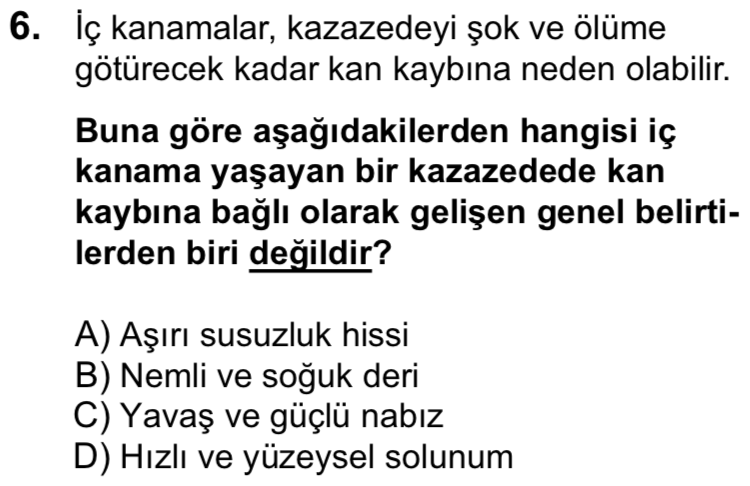 6. İç kanamalar, kazazedeyi şok ve ölüme
götürecek kadar kan kaybına neden olabilir.
Buna göre aşağıdakilerden hangisi iç
kanama yaşayan bir kazazedede kan
kaybına bağlı olarak gelişen genel belirti-
lerden biri değildir?
A) Aşırı susuzluk hissi
B) Nemli ve soğuk deri
C) Yavaş ve güçlü nabız
D) Hızlı ve yüzeysel solunum